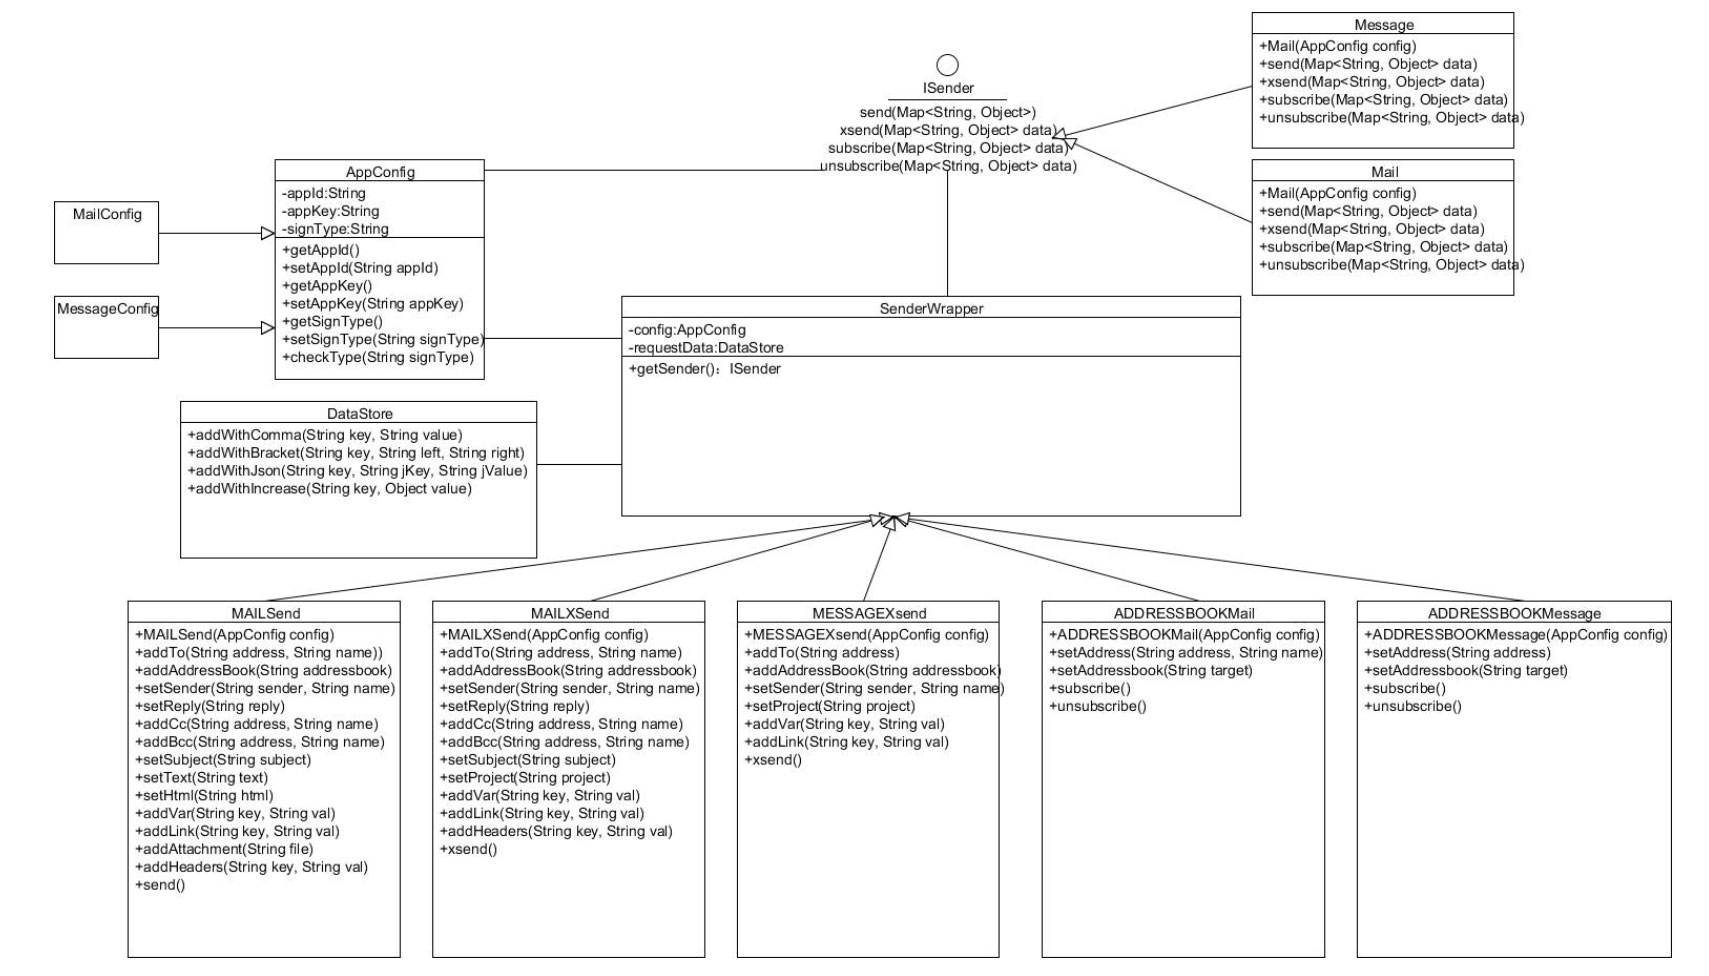 Message
+Mail(AppConfig config)
+send(Map<String, Object> data)
+xsend(Map<String, Object> data)
+subscribe(Map<String, Object> data)
+unsubscribe(Map<String, Object> data)
ISender
send(Map<String, Object>)
xsend(Map<String, Object> data)
subscribe(Map<String, Object> data)
unsubscribe(Map<String, Object> data)
Mail
+Mail(AppConfig config)
+send(Map<String, Object> data)
+xsend(Map<String, Object> data)
+subscribe(Map<String, Object> data)
+unsubscribe(Map<String, Object> data)
AppConfig
-appId:String
-appKey:String
-signType:String
+getAppId()
+setAppId(String appId)
+getAppKey()
+setAppKey(String appKey)
+getSignType()
+setSignType(String signType)
+checkType(String signType)
MailConfig
MessageConfig
SenderWrapper
-config:AppConfig
-requestData:DataStore
+getSender()：ISender
DataStore
+addWithComma(String key, String value)
+addWithBracket(String key, String left, String right)
+addWithJson(String key, String jKey, String jValue)
+addWithIncrease(String key, Object value)
MAILSend
+MAILSend(AppConfig config)
+addTo(String address, String name))
+addAddressBook(String addressbook)
+setSender(String sender, String name)
+setReply(String reply)
+addCc(String address, String name)
+addBcc(String address, String name)
+setSubject(String subject)
+setText(String text)
+setHtml(String html)
+addVar(String key, String val)
+addLink(String key, String val)
+addAttachment(String file)
+addHeaders(String key, String val)
+send()
MAILXSend
+MAILXSend(AppConfig config)
+addTo(String address, String name)
+addAddressBook(String addressbook)
+setSender(String sender, String name)
+setReply(String reply)
+addCc(String address, String name)
+addBcc(String address, String name)
+setSubject(String subject)
+setProject(String project)
+addVar(String key, String val)
+addLink(String key, String val)
+addHeaders(String key, String val)
+xsend()
MESSAGEXsend
+MESSAGEXsend(AppConfig config)
+addTo(String address)
+addAddressBook(String addressbook)
+setSender(String sender, String name)
+setProject(String project)
+addVar(String key, String val)
+addLink(String key, String val)
+xsend()
ADDRESSBOOKMail
+ADDRESSBOOKMail(AppConfig config)
+setAddress(String address, String name)
+setAddressbook(String target)
+subscribe()
+unsubscribe()
ADDRESSBOOKMessage
+ADDRESSBOOKMessage(AppConfig config)
+setAddress(String address)
+setAddressbook(String target)
+subscribe()
+unsubscribe()